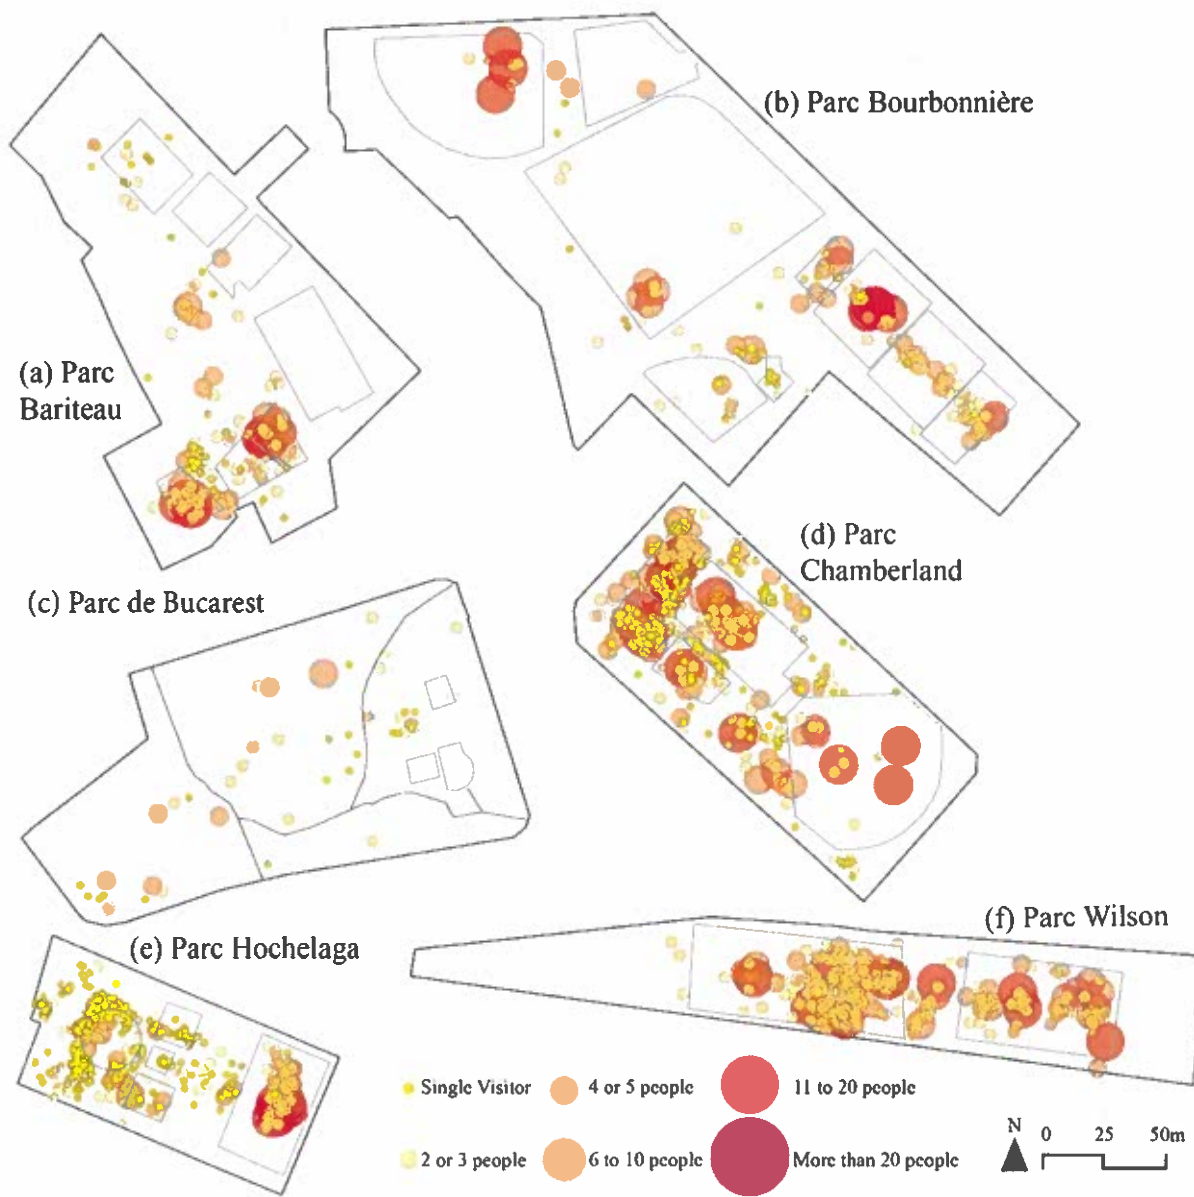 (b) Parc Bourbonnière
(a) Parc
Bariteau
(d) Parc
Chamberland
(c) Parc de Bucarest
(f) Parc Wilson
(e) Parc Hochelaga
Single Visitor
4 or 5 people
11 to 20 people
2 or 3 people
6 to 10 people
More than 20 people
N
0 25 50m